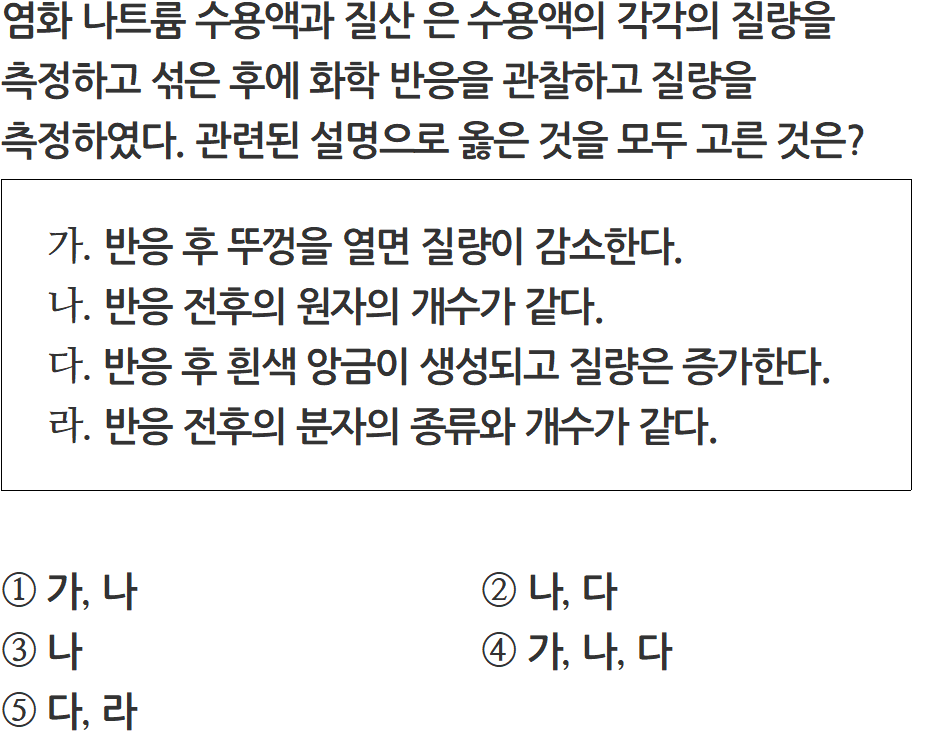 염화 나트륨 수용액과 질산 은 수용액의 각각의 질량을
측정하고 섞은 후에 화학 반응을 관찰하고 질량을
측정하였다. 관련된 설명으로 옳은 것을 모두 고른 것은?
가. 반응 후 뚜껑을 열면 질량이 감소한다.
나. 반응 전후의 원자의 개수가 같다.
다. 반응 후 흰색 앙금이 생성되고 질량은 증가한다.
라. 반응 전후의 분자의 종류와 개수가 같다.
① 가, 나 ② 나, 다
③ 나 ④ 가, 나, 다
⑤ 다, 라